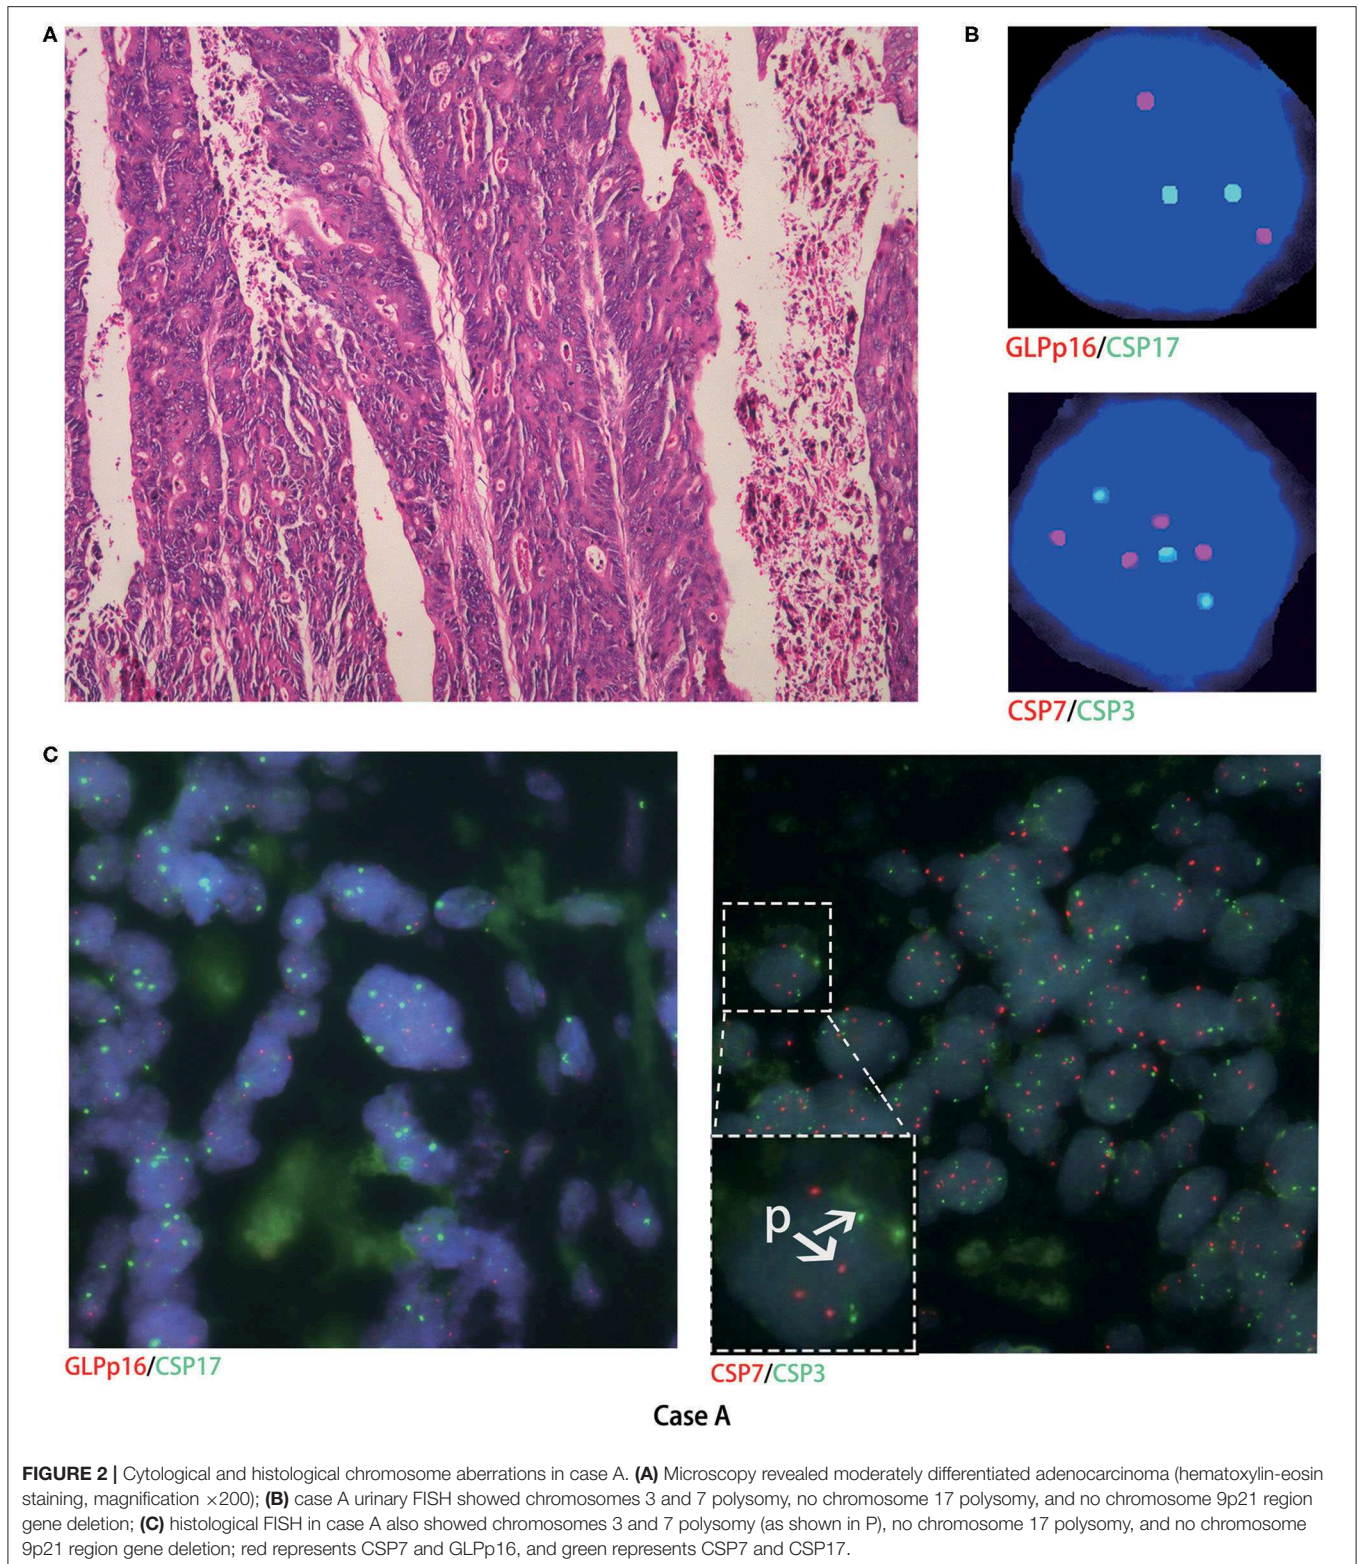 A
B
GLPp16/CSP17
CSP7/CSP3
C
p
GLPp16/CSP17
CSP7/CSP3
Case A
FIGURE 2 | Cytological and histological chromosome aberrations in case A. (A) Microscopy revealed moderately differentiated adenocarcinoma (hematoxylin-eosin
staining, magnification ×200); (B) case A urinary FISH showed chromosomes 3 and 7 polysomy, no chromosome 17 polysomy, and no chromosome 9p21 region
gene deletion; (C) histological FISH in case A also showed chromosomes 3 and 7 polysomy (as shown in P), no chromosome 17 polysomy, and no chromosome
9p21 region gene deletion; red represents CSP7 and GLPp16, and green represents CSP7 and CSP17.